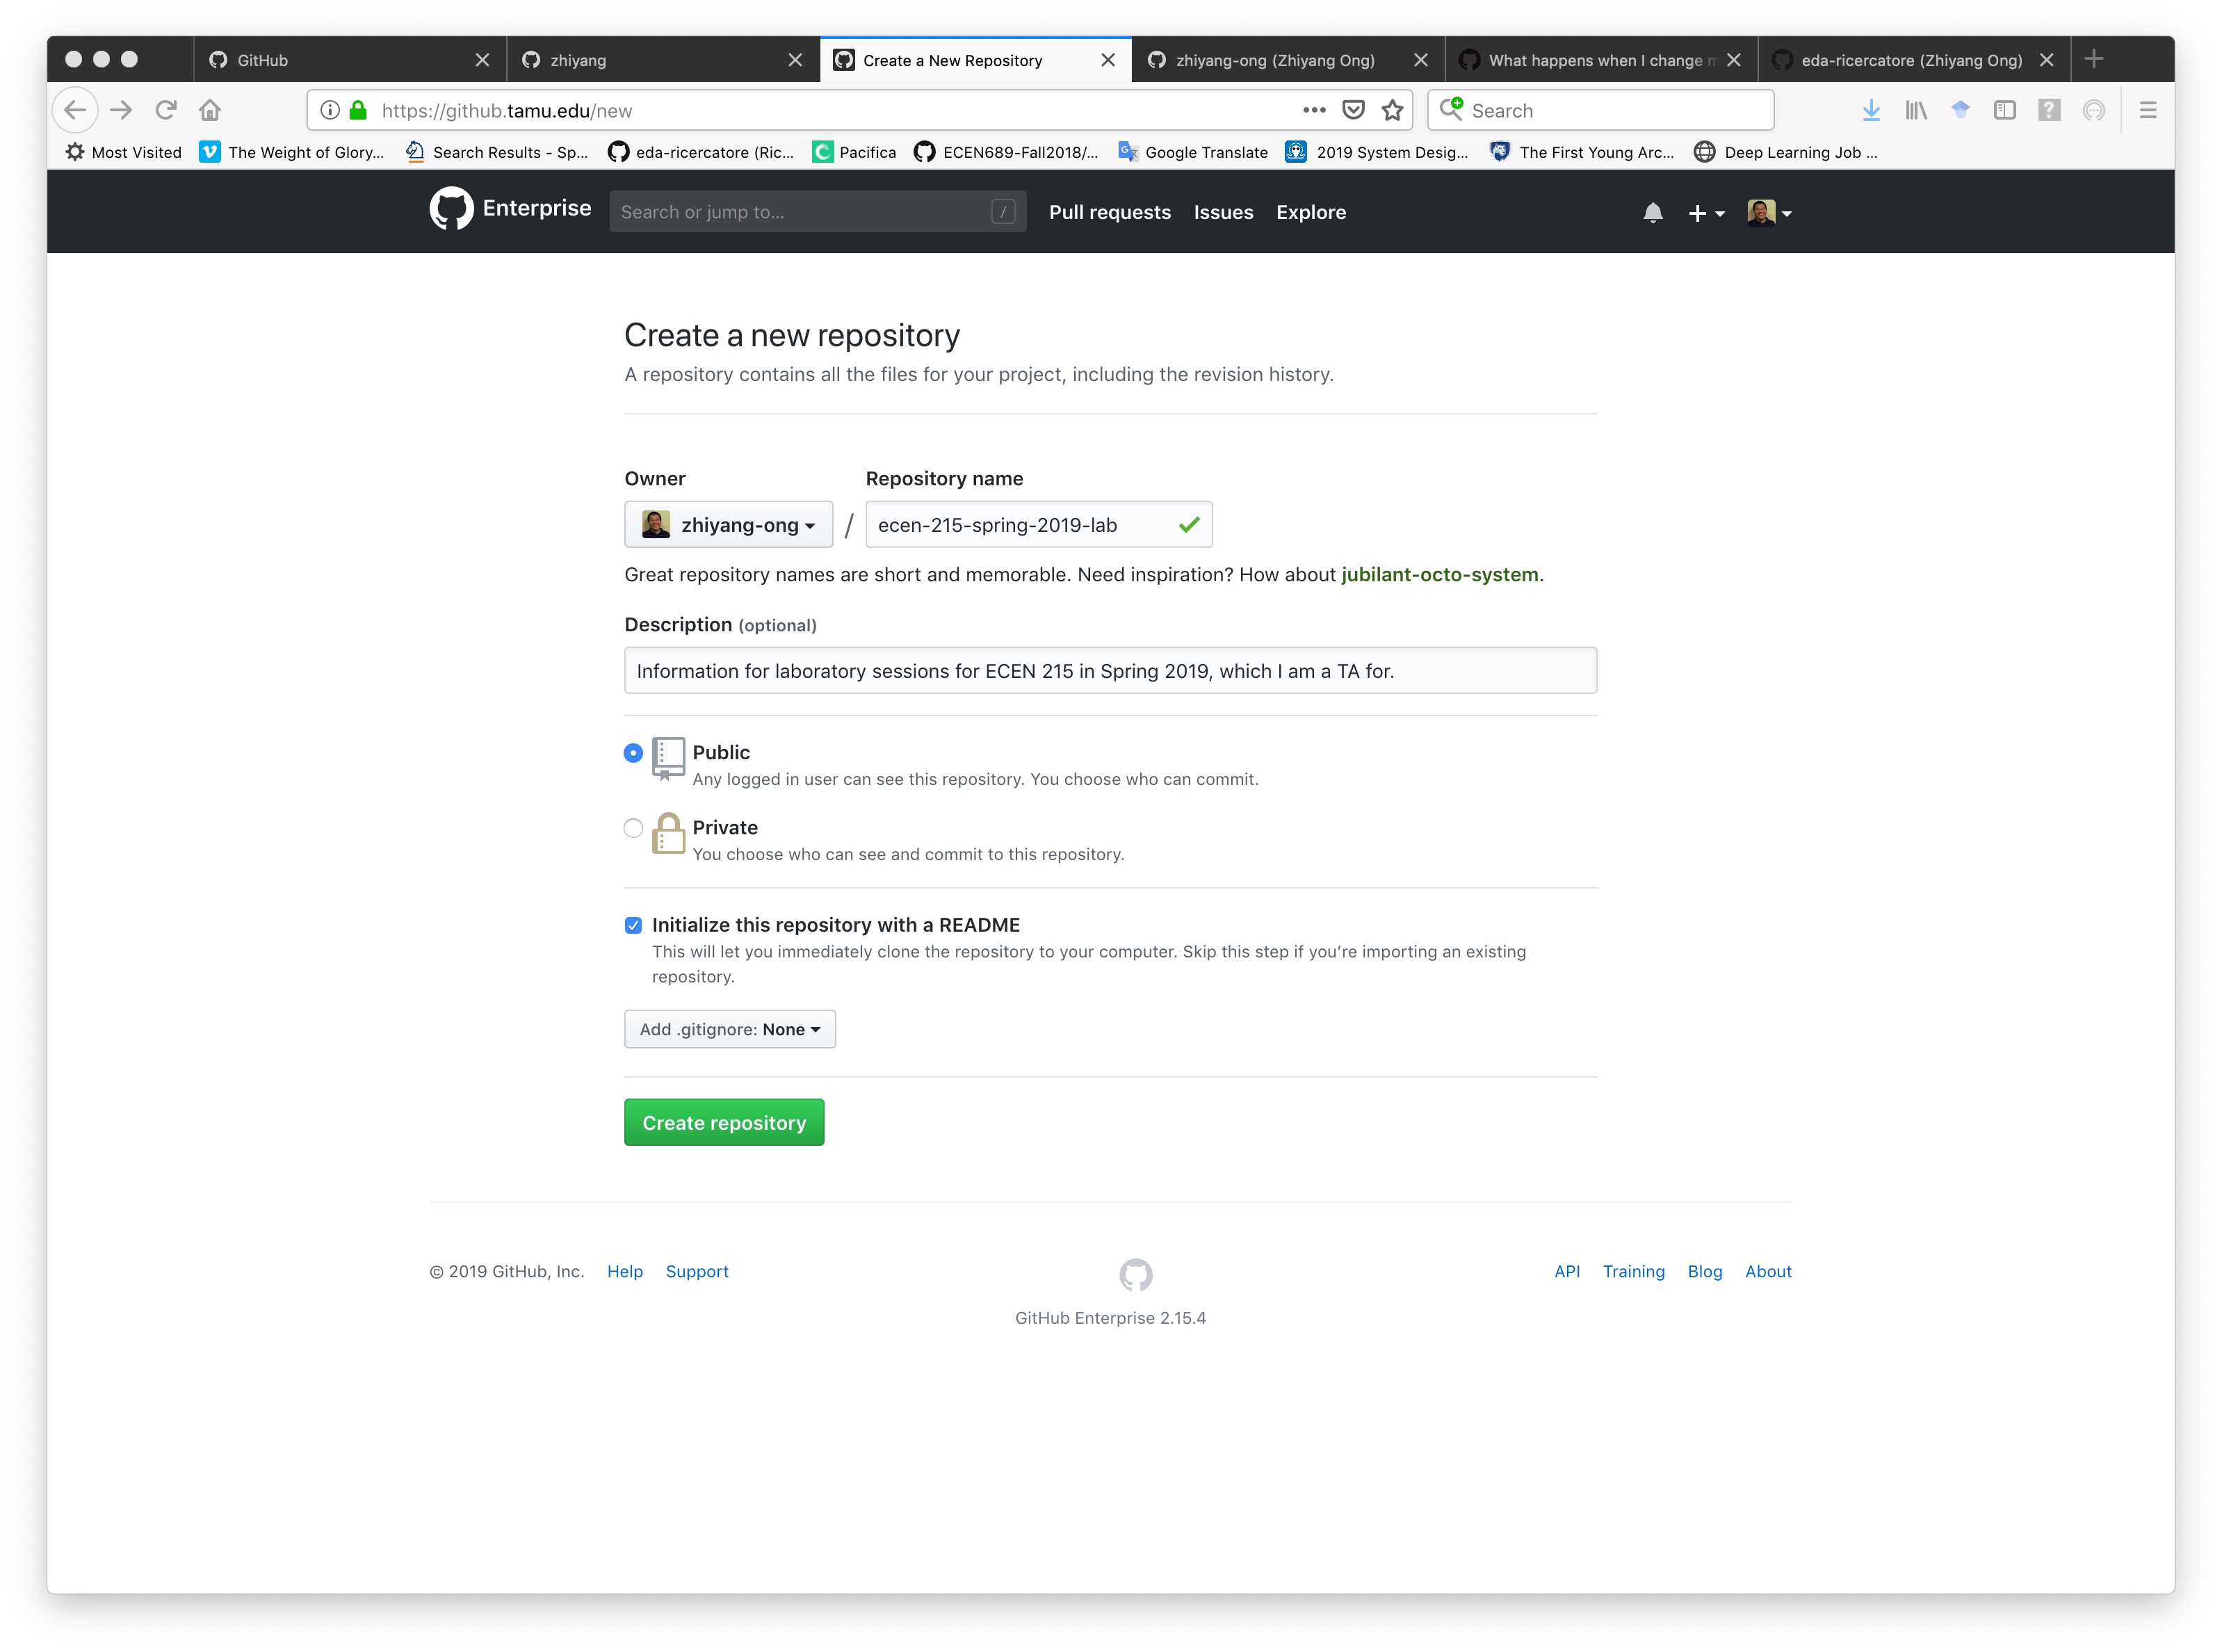 GitHub
zhiyang
Create a New Repository
zhiyang-ong (Zhiyang Ong)
What happens when I change
eda-ricercatore (Zhiyang Ong)
https://github.tamu.edu/new
Search
Most Visited
The Weight of Glory...
Search Results - Sp...
eda-ricercatore (Ric...
Pacifica
ECEN689-Fall2018/...
Google Translate
2019 System Desig...
The First Young Arc...
Deep Learning Job ...
Enterprise
Search or jump to...
/
Pull requests
Issues
Explore
Create a new repository
A repository contains all the files for your project, including the revision history.
Owner
Repository name
zhiyang-ong
/
ecen-215-spring-2019-lab
Great repository names are short and memorable. Need inspiration? How about jubilant-octo-system.
Description (optional)
Information for laboratory sessions for ECEN 215 in Spring 2019, which I am a TA for.
Public
Any logged in user can see this repository. You choose who can commit.
Private
You choose who can see and commit to this repository.
Initialize this repository with a README
This will let you immediately clone the repository to your computer. Skip this step if you’re importing an existing
repository.
Add .gitignore: None
Create repository
© 2019 GitHub, Inc.
Help
Support
API
Training
Blog
About
GitHub Enterprise 2.15.4